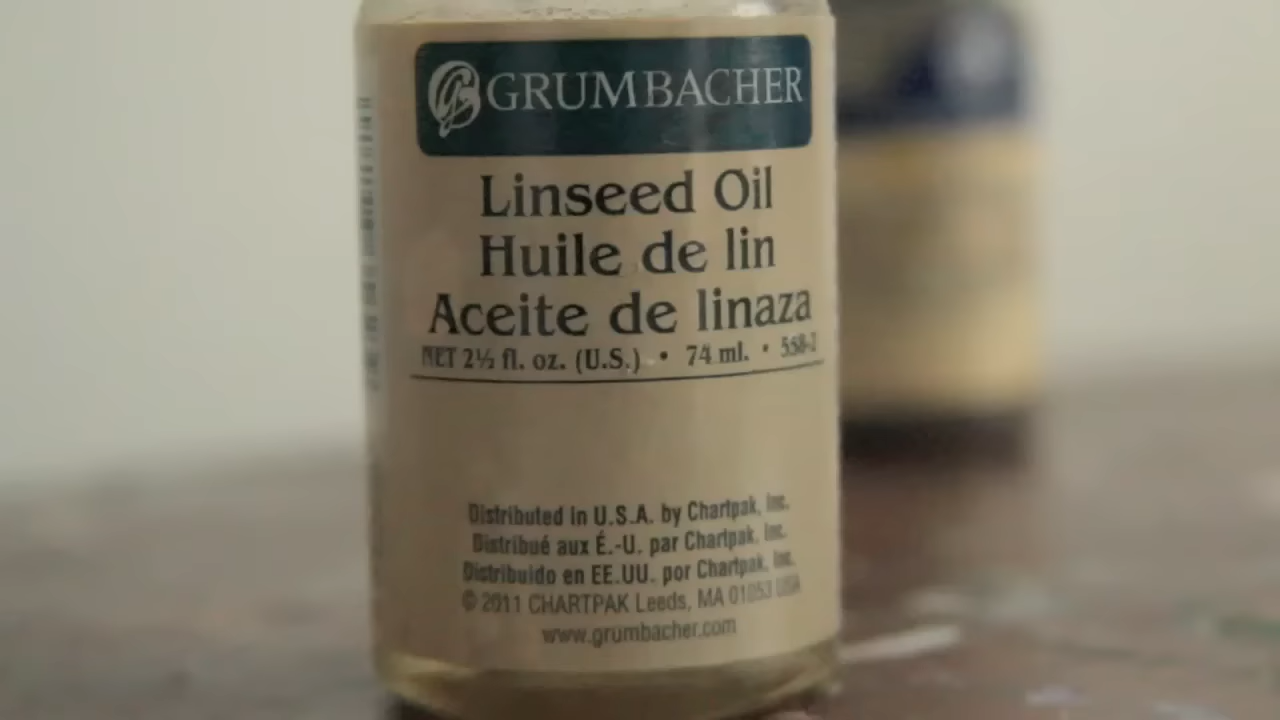 GRUMBACHER
Linseed Oil
Huile de lin
Aceite de linaza
NET 2½ fl. oz. (U.S.) • 74 ml. • 558-2
Distributed in U.S.A. by Chartpak, Inc.
Distribué aux É.-U. par Chartpak, Inc.
Distribuido en EE.UU. por Chartpak, Inc.
© 2011 CHARTPAK Leeds, MA 01053 USA
www.grumbacher.com